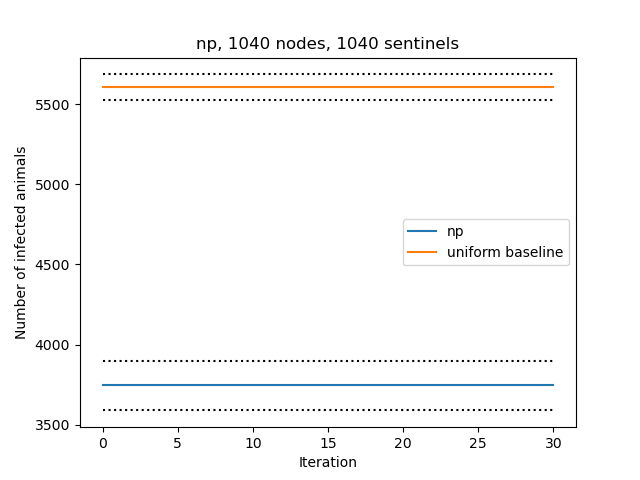 np, 1040 nodes, 1040 sentinels
Number of infected animals
5500
5000
4500
4000
3500
np
uniform baseline
0 5 10 15 20 25 30
Iteration